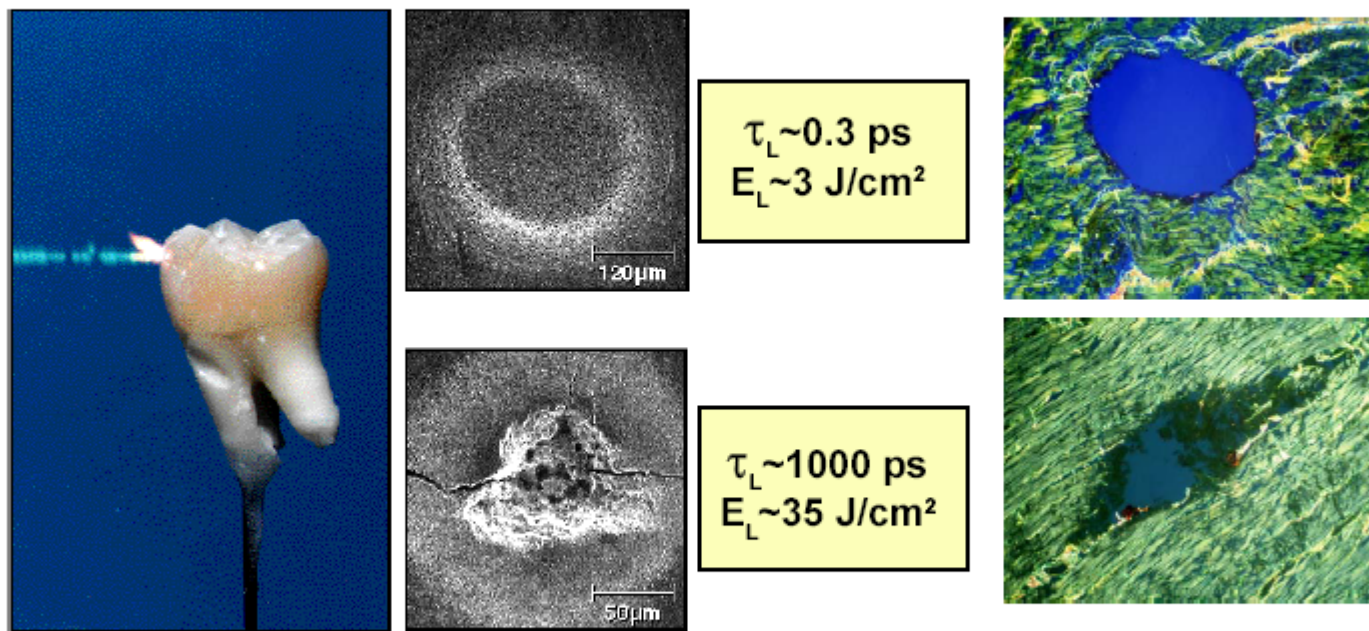 120µm
τL~0.3 ps
EL~3 J/cm²
50µm
τL~1000 ps
EL~35 J/cm²